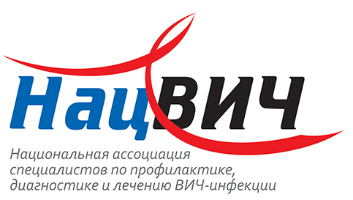 НацВИЧ
Национальная ассоциация
специалистов по профилактике,
диагностике и лечению ВИЧ-инфекции